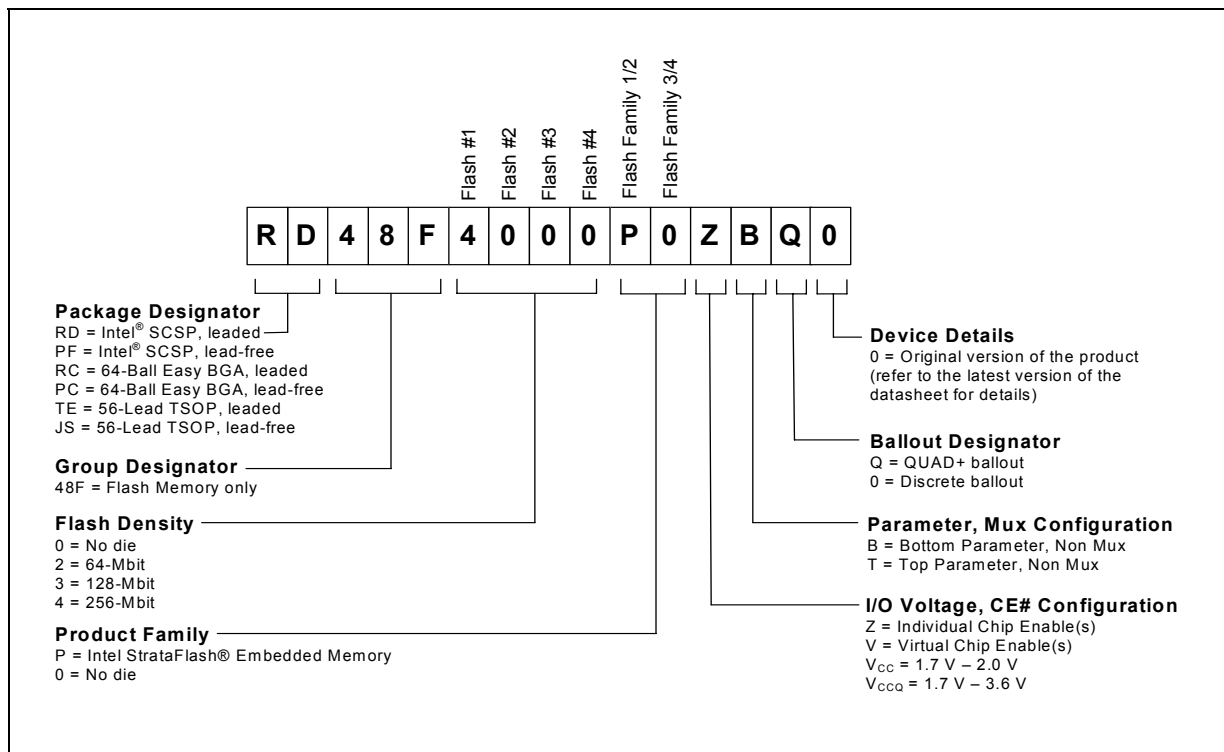 Flash #1
Flash #2
Flash #3
Flash #4
Flash Family 1/2
Flash Family 3/4
R D 4 8 F 4 0 0 0 P 0 Z B Q 0
Package Designator
RD = Intel® SCSP, leaded
PF = Intel® SCSP, lead-free
RC = 64-Ball Easy BGA, leaded
PC = 64-Ball Easy BGA, lead-free
TE = 56-Lead TSOP, leaded
JS = 56-Lead TSOP, lead-free
Group Designator
48F = Flash Memory only
Flash Density
0 = No die
2 = 64-Mbit
3 = 128-Mbit
4 = 256-Mbit
Product Family
P = Intel StrataFlash® Embedded Memory
0 = No die
Device Details
0 = Original version of the product
(refer to the latest version of the
datasheet for details)
Ballout Designator
Q = QUAD+ ballout
0 = Discrete ballout
Parameter, Mux Configuration
B = Bottom Parameter, Non Mux
T = Top Parameter, Non Mux
I/O Voltage, CE# Configuration
Z = Individual Chip Enable(s)
V = Virtual Chip Enable(s)
VCC = 1.7 V – 2.0 V
VCCQ = 1.7 V – 3.6 V